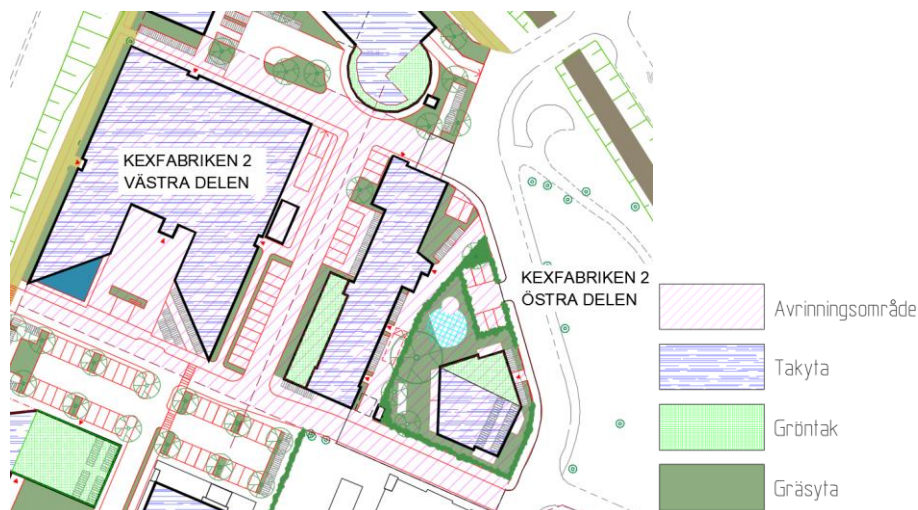 KEXFABRIKEN 2
VÄSTRA DELEN
KEXFABRIKEN 2
ÖSTRA DELEN
Avrinningsområde
Takyta
Gröntak
Gräsyta